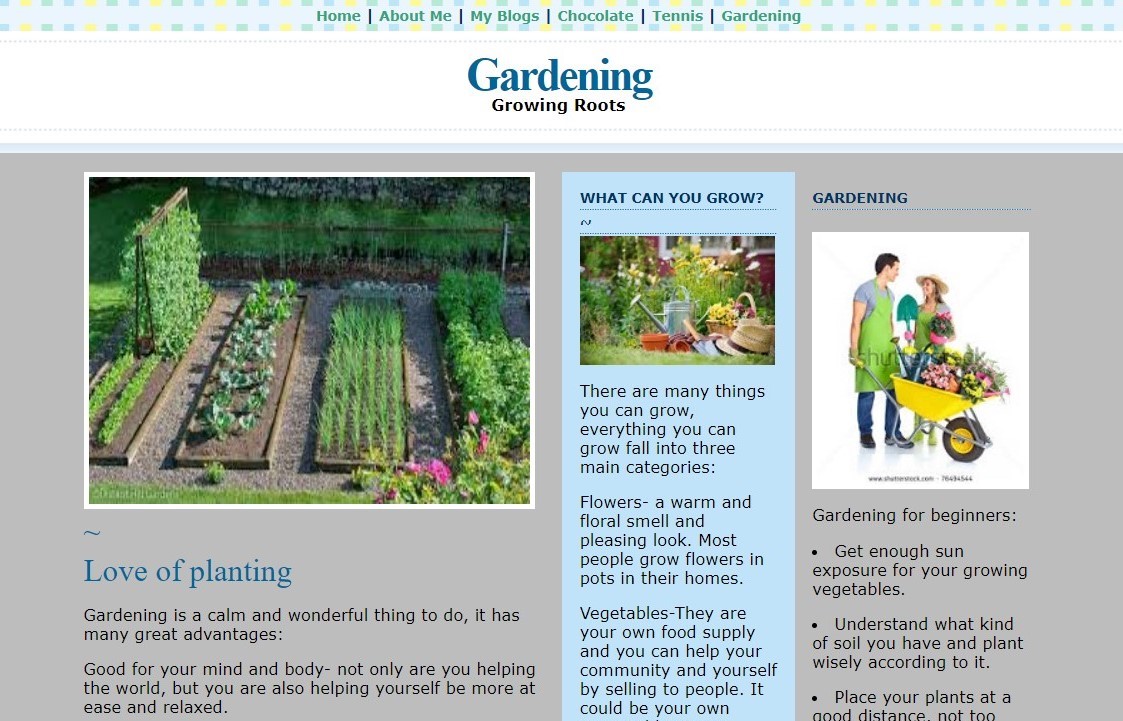 Home | About Me | My Blogs | Chocolate | Tennis | Gardening
Gardening
Growing Roots
~
Love of planting
Gardening is a calm and wonderful thing to do, it has
many great advantages:
Good for your mind and body- not only are you helping
the world, but you are also helping yourself be more at
ease and relaxed.
WHAT CAN YOU GROW?
~
There are many things
you can grow,
everything you can
grow fall into three
main categories:
Flowers- a warm and
floral smell and
pleasing look. Most
people grow flowers in
pots in their homes.
Vegetables-They are
your own food supply
and you can help your
community and yourself
by selling to people. It
could be your own
GARDENING
shutterstock
www.shutterstock.com · 76494544
Gardening for beginners:
• Get enough sun
exposure for your growing
vegetables.
• Understand what kind
of soil you have and plant
wisely according to it.
• Place your plants at a
good distance, not too